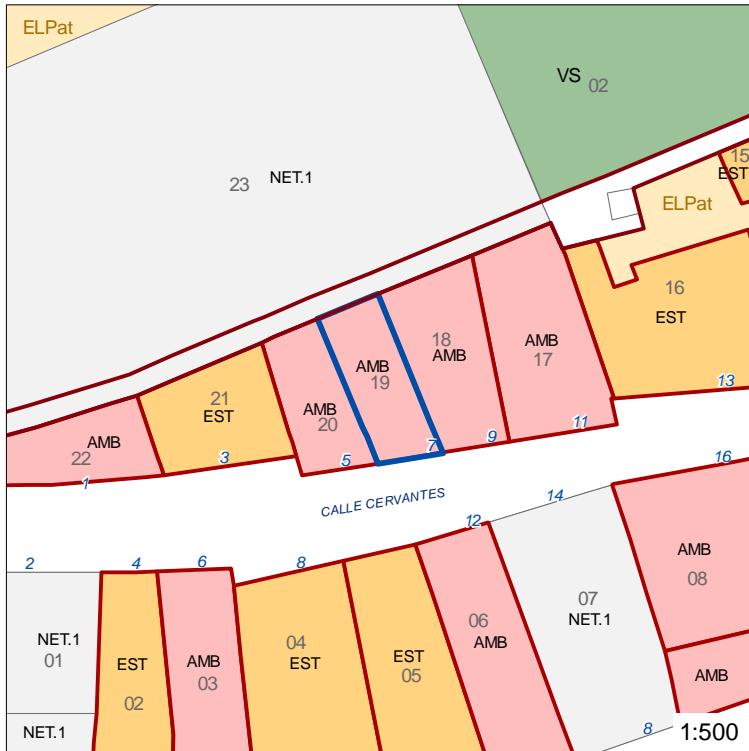 ELPat
VS 02
23 NET.1
15
EST
ELPat
16
EST
18
AMB
AMB
17
AMB
19
21
EST
AMB
20
AMB
22
13
11
9
7
5
3
1
CALLE CERVANTES
16
14
12
8
6
4
2
AMB
08
07
NET.1
06
AMB
04
EST
EST
05
NET.1
01
EST
02
AMB
03
AMB
NET.1
8
1:500